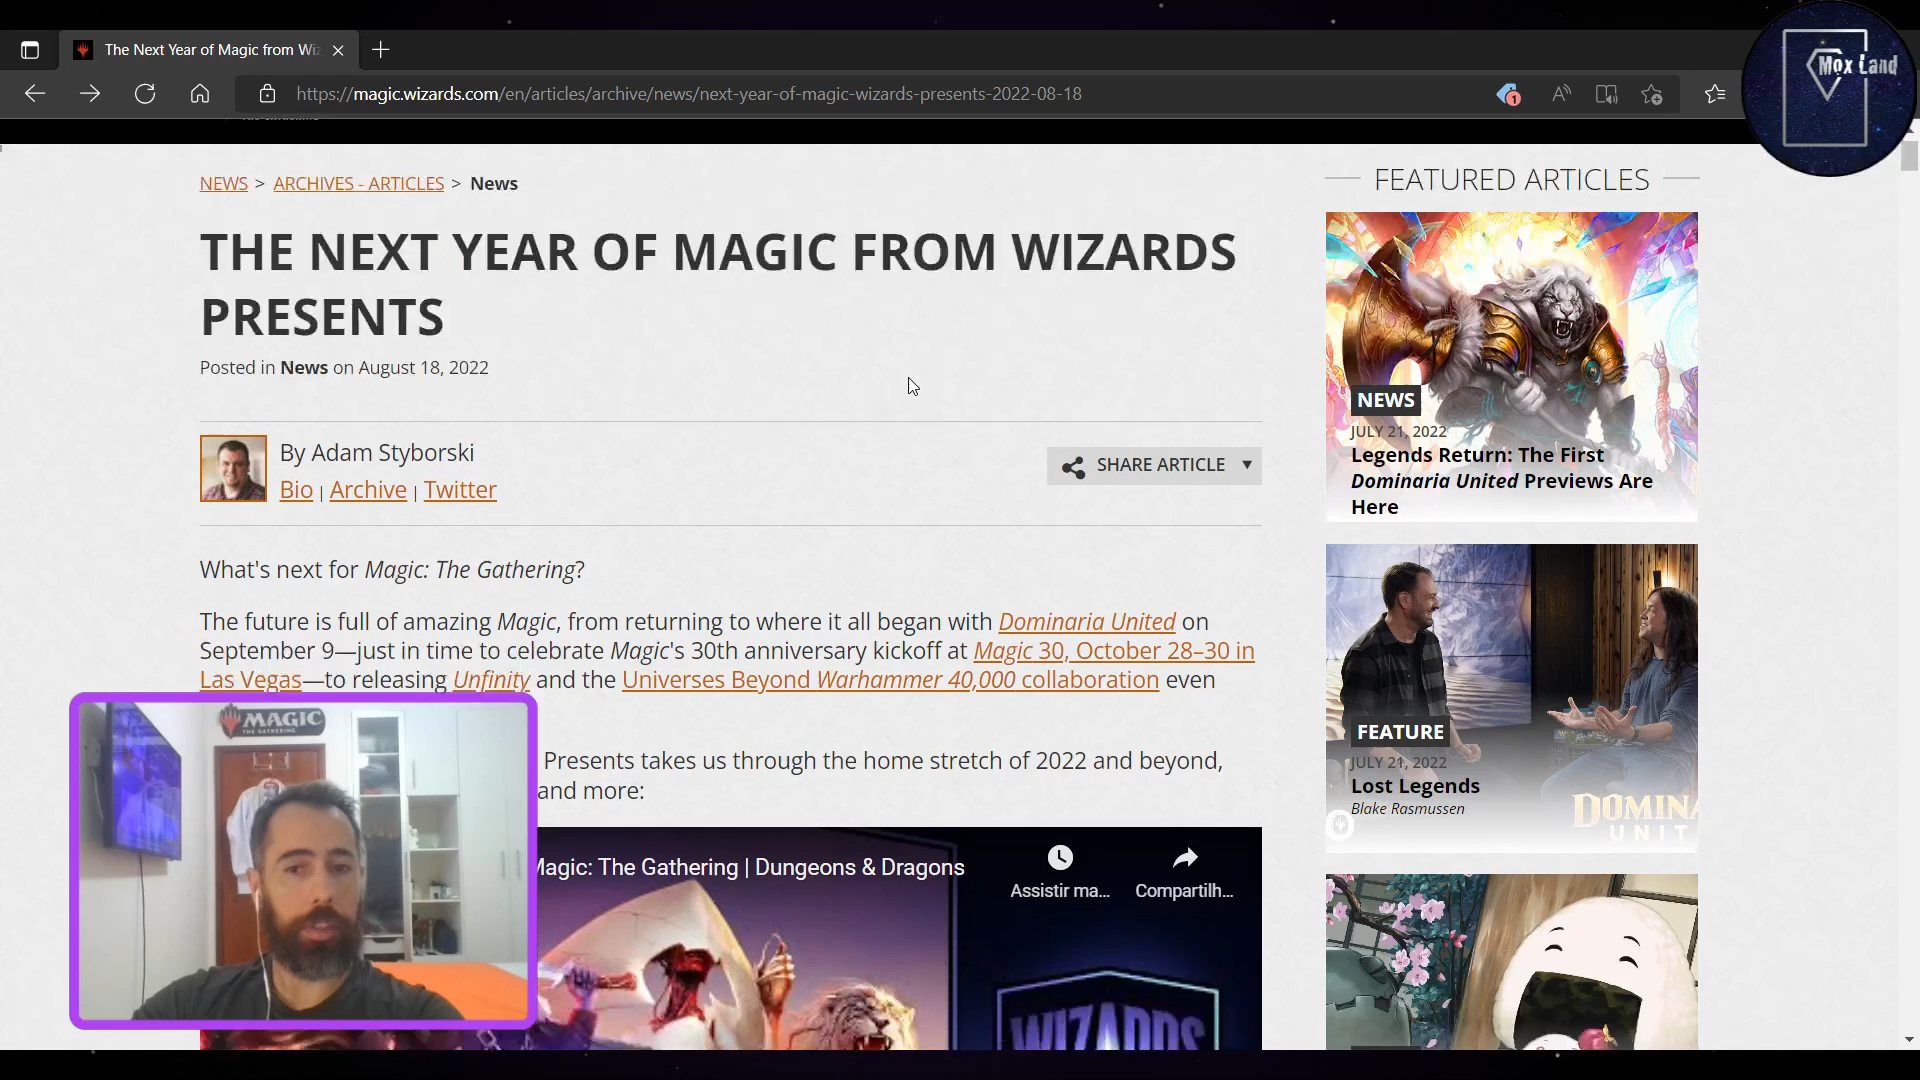 The Next Year of Magic from Wiz
https://magic.wizards.com/en/articles/archive/news/next-year-of-magic-wizards-presents-2022-08-18
1
Mox Land
NEWS > ARCHIVES - ARTICLES > News
THE NEXT YEAR OF MAGIC FROM WIZARDS
PRESENTS
Posted in News on August 18, 2022
By Adam Styborski
Bio | Archive | Twitter
SHARE ARTICLE
What's next for Magic: The Gathering?
The future is full of amazing Magic, from returning to where it all began with Dominaria United on
September 9—just in time to celebrate Magic's 30th anniversary kickoff at Magic 30, October 28–30 in
Las Vegas—to releasing Unfinity and the Universes Beyond Warhammer 40,000 collaboration even
Presents takes us through the home stretch of 2022 and beyond,
and more:
Magic: The Gathering | Dungeons & Dragons
Assistir ma...
Compartilh...
WIZARDS
MAGIC
THE GATHERING
FEATURED ARTICLES
NEWS
JULY 21, 2022
Legends Return: The First
Dominaria United Previews Are
Here
FEATURE
JULY 21, 2022
Lost Legends
Blake Rasmussen
DOMINA
UNIT